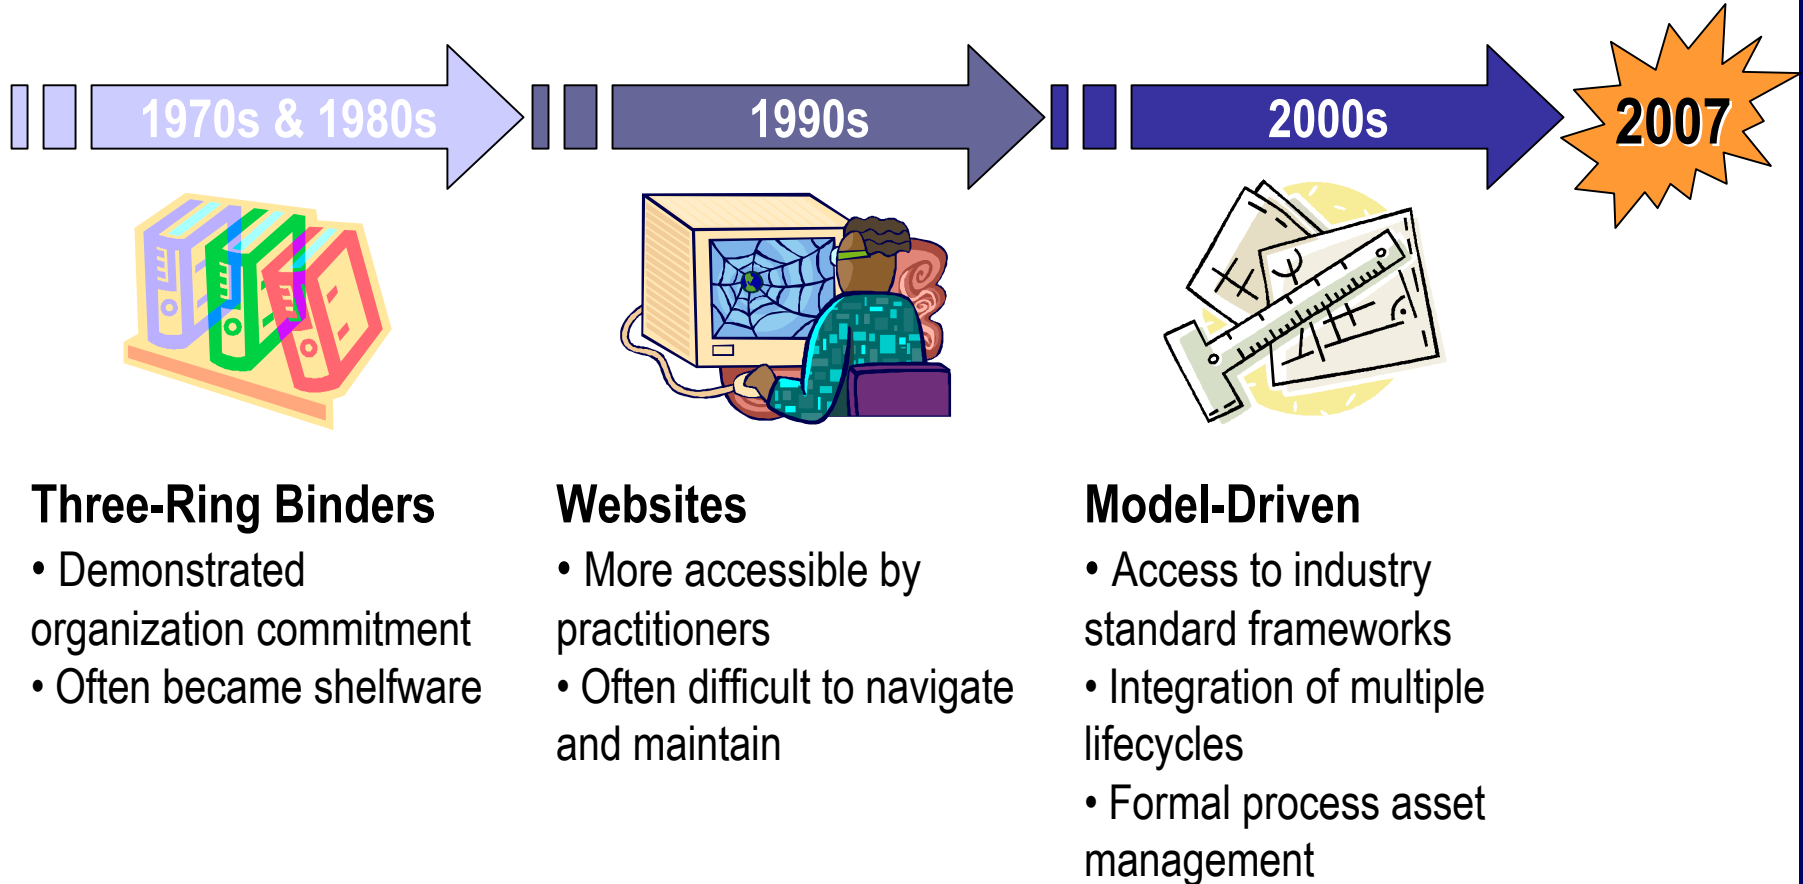 1970s & 1980s
1990s
2000s
2007
Three-Ring Binders
• Demonstrated
organization commitment
• Often became shelfware
Websites
• More accessible by
practitioners
• Often difficult to navigate
and maintain
Model-Driven
• Access to industry
standard frameworks
• Integration of multiple
lifecycles
• Formal process asset
management